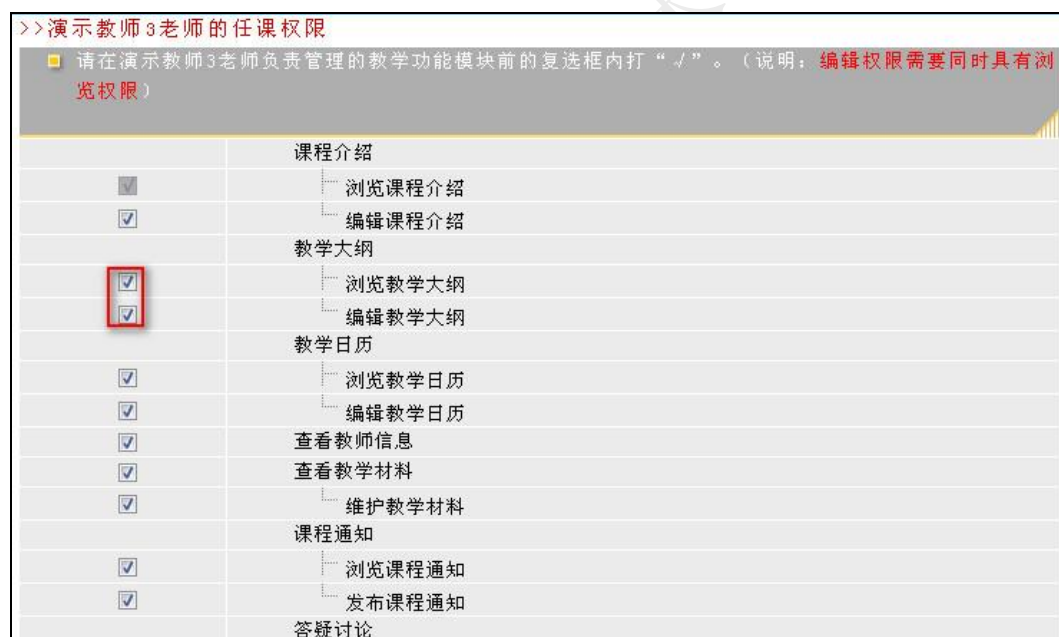 >>演示教师3老师的任课权限
请在演示教师3老师负责管理的教学功能模块前的复选框内打“√”。（说明：编辑权限需要同时具有浏
览权限）
课程介绍
浏览课程介绍
编辑课程介绍
教学大纲
浏览教学大纲
编辑教学大纲
教学日历
浏览教学日历
编辑教学日历
查看教师信息
查看教学材料
维护教学材料
课程通知
浏览课程通知
发布课程通知
答疑讨论